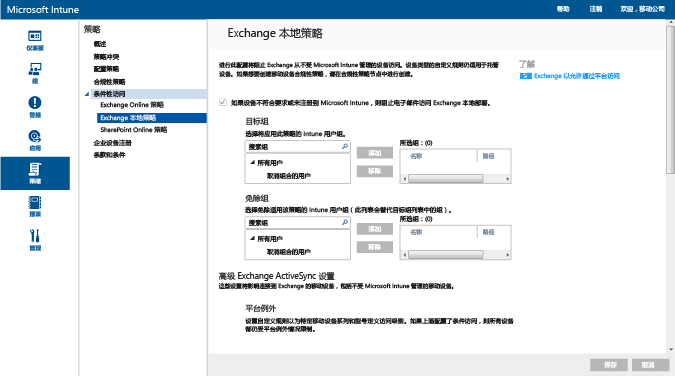 Microsoft Intune
帮助
注销
欢迎，移动公司
仪表板
组
警报
应用
策略
报表
管理
策略
概述
策略冲突
配置策略
合规性策略
条件性访问
Exchange Online 策略
Exchange 本地策略
SharePoint Online 策略
企业设备注册
条款和条件
Exchange 本地策略
进行此配置将阻止 Exchange 从不受 Microsoft Intune 管理的设备访问。设备类型的自定义规则仍适用于托管
设备。如果想要创建移动设备合规性策略，请在合规性策略节点中进行创建。
了解
配置 Exchange 以允许通过平台访问
如果设备不符合要求或未注册到 Microsoft Intune，则阻止电子邮件访问 Exchange 本地部署。
目标组
选择将应用此策略的 Intune 用户组。
搜索组
所有用户
取消组合的用户
添加
移除
所选组：(0)
名称
路径
免除组
选择免除适用该策略的 Intune 用户组（此列表会替代目标组列表中的组）。
搜索组
所有用户
取消组合的用户
添加
移除
所选组：(0)
名称
路径
高级 Exchange ActiveSync 设置
这些设置将影响连接到 Exchange 的移动设备，包括不受 Microsoft Intune 管理的移动设备。
平台例外
设置自定义规则以为特定移动设备系列和型号定义访问级别。如果上面配置了条件访问，则所有设备
都仍受平台例外情况限制。
保存
取消